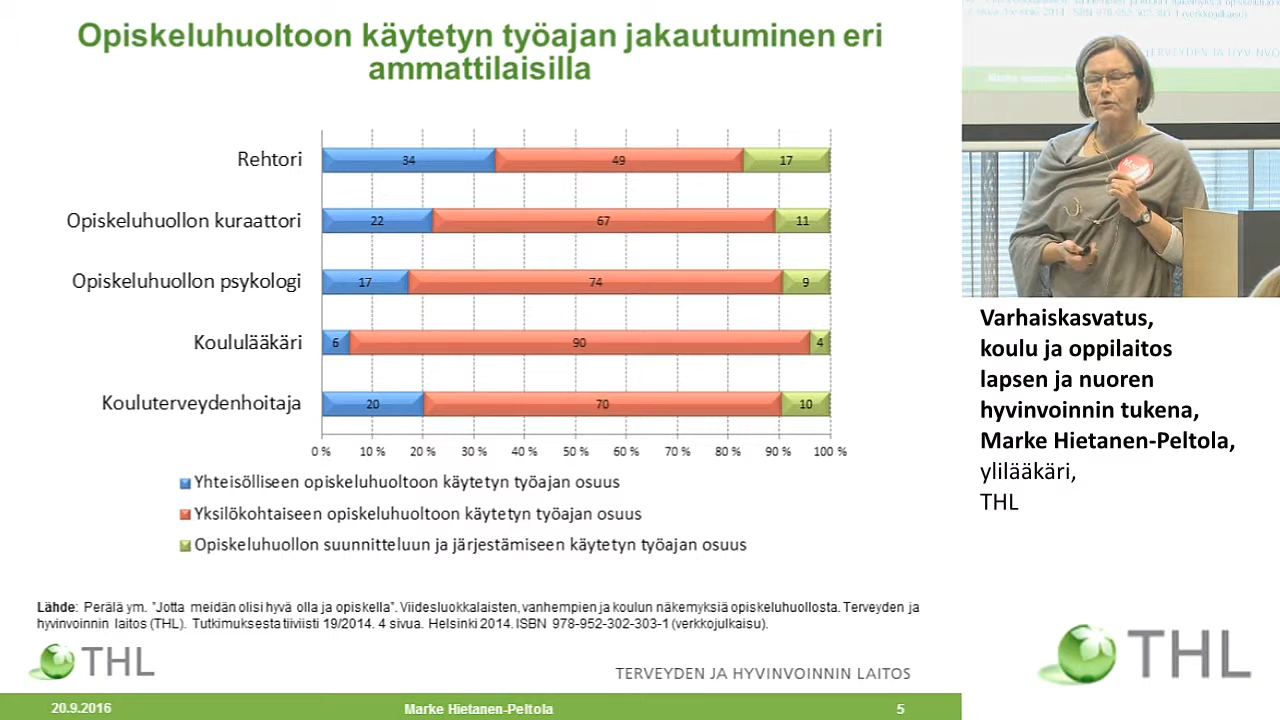 Opiskeluhuoltoon käytetyn työajan jakautuminen eri
ammattilaisilla
Rehtori
34 49 17
Opiskeluhuollon kuraattori
22 67 11
Opiskeluhuollon psykologi
17 74 9
Koululääkäri
6 90 4
Kouluterveydenhoitaja
20 70 10
0 % 10 % 20 % 30 % 40 % 50 % 60 % 70 % 80 % 90 % 100 %
Yhteisölliseen opiskeluhuoltoon käytetyn työajan osuus
Yksilökohtaiseen opiskeluhuoltoon käytetyn työajan osuus
Opiskeluhuollon suunnitteluun ja järjestämiseen käytetyn työajan osuus
Lähde: Perälä ym. "Jotta meidän olisi hyvä olla ja opiskella". Viidesluokkalaisten, vanhempien ja koulun näkemyksiä opiskeluhuollosta. Terveyden ja
hyvinvoinnin laitos (THL). Tutkimuksesta tiiviisti 19/2014. 4 sivua. Helsinki 2014. ISBN 978-952-302-303-1 (verkkojulkaisu).
THL
TERVEYDEN JA HYVINVOINNIN LAITOS
20.9.2016 Marke Hietanen-Peltola 5
Varhaiskasvatus,
koulu ja oppilaitos
lapsen ja nuoren
hyvinvoinnin tukena,
Marke Hietanen-Peltola,
ylilääkäri,
THL
THL